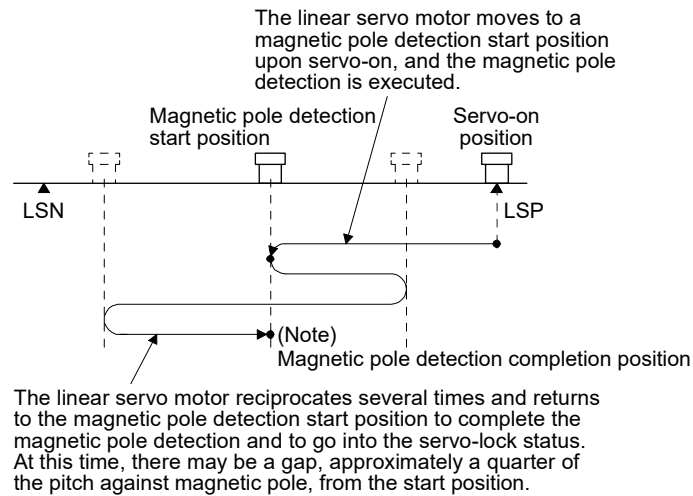 The linear servo motor moves to a
magnetic pole detection start position
upon servo-on, and the magnetic pole
detection is executed.
Magnetic pole detection
start position
Servo-on
position
LSN
LSP
(Note)
Magnetic pole detection completion position
The linear servo motor reciprocates several times and returns
to the magnetic pole detection start position to complete the
magnetic pole detection and to go into the servo-lock status.
At this time, there may be a gap, approximately a quarter of
the pitch against magnetic pole, from the start position.